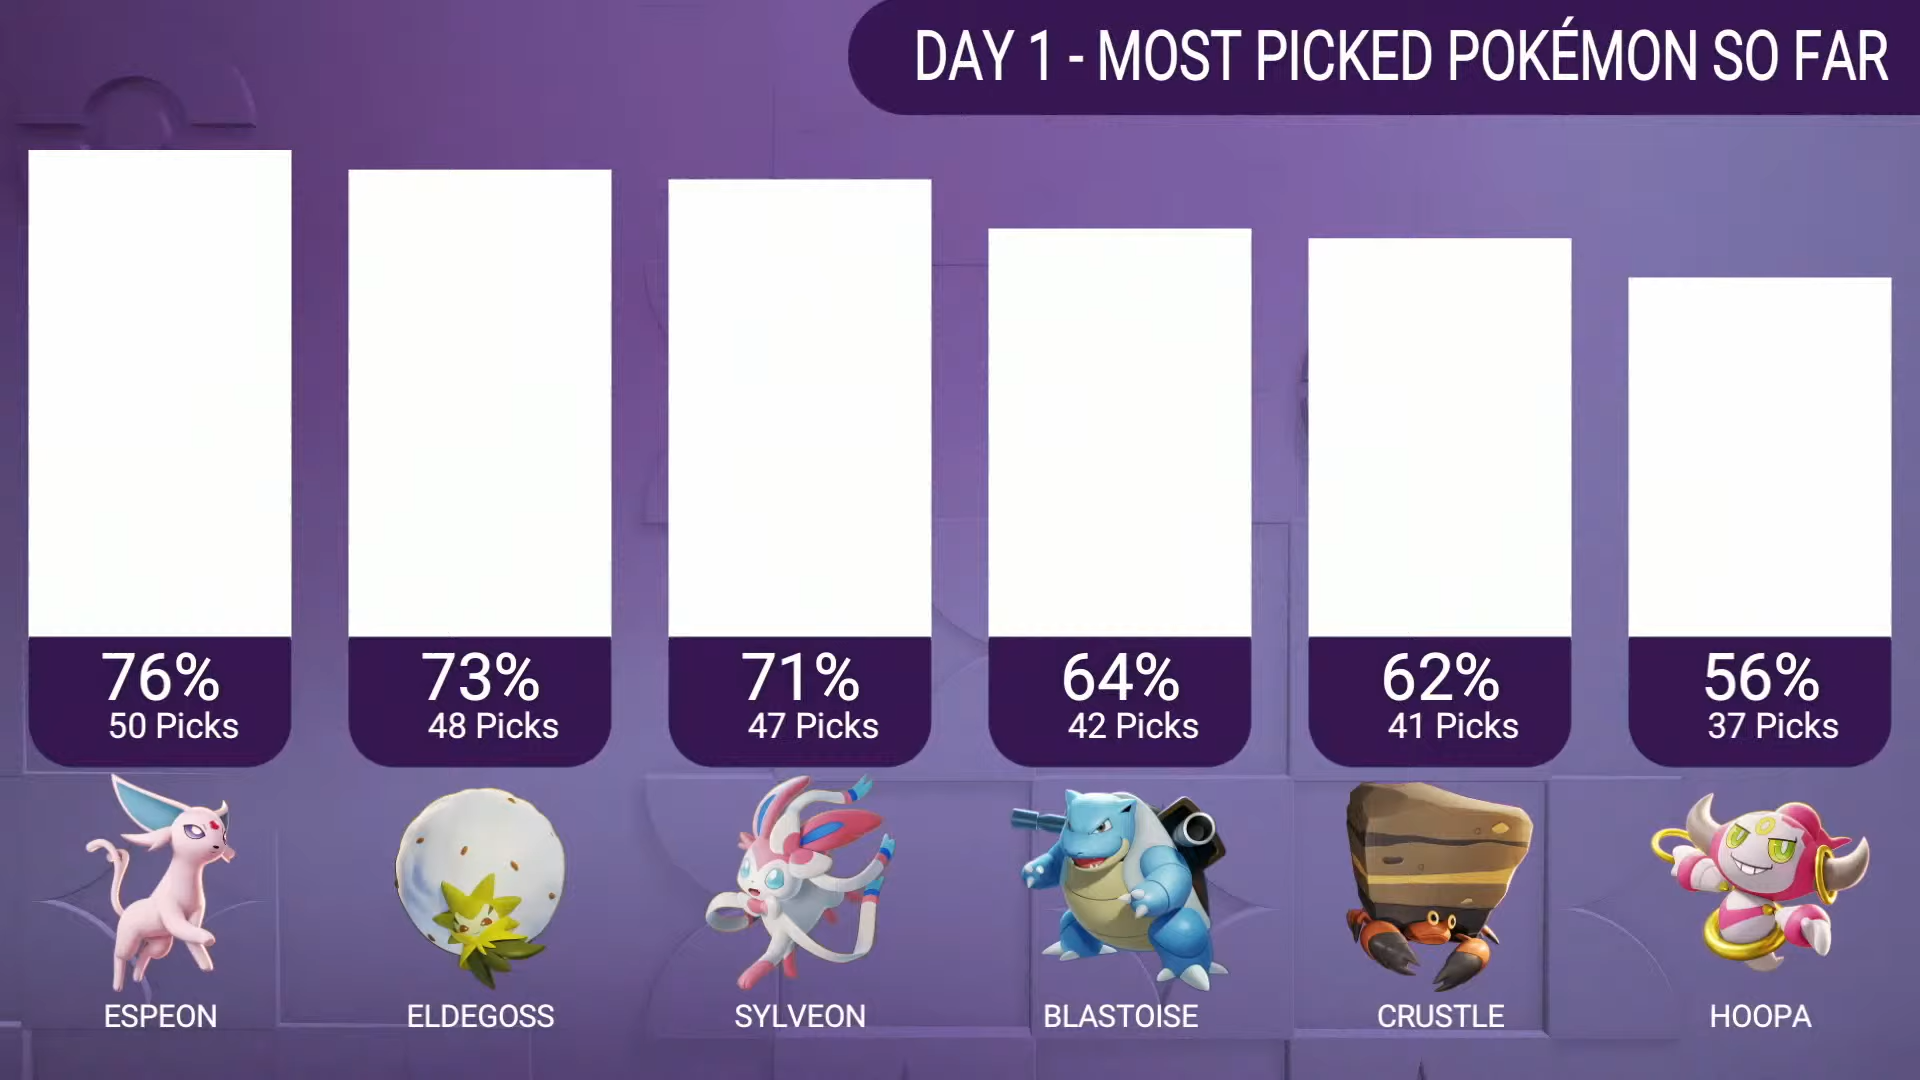 DAY 1 - MOST PICKED POKÉMON SO FAR
76%
50 Picks
73%
48 Picks
71%
47 Picks
64%
42 Picks
62%
41 Picks
56%
37 Picks
ESPEON
ELDEGOSS
SYLVEON
BLASTOISE
CRUSTLE
HOOPA